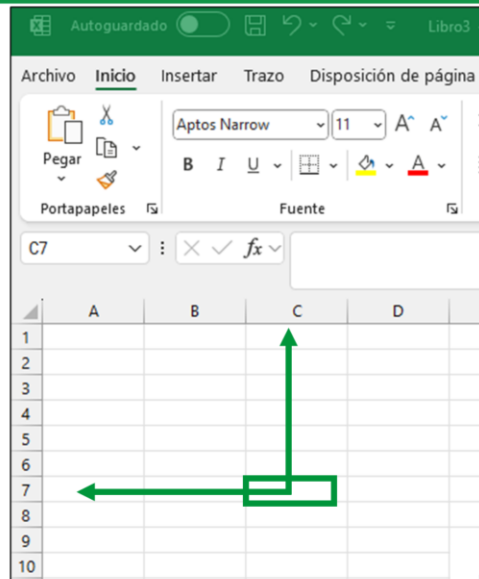 Autoguardado Libro3
Archivo Inicio Insertar Trazo Disposición de página
Aptos Narrow 11 A A
Pegar
N I U A
Portapapeles Fuente
C7 fx
A B C D
1
2
3
4
5
6
7
8
9
10